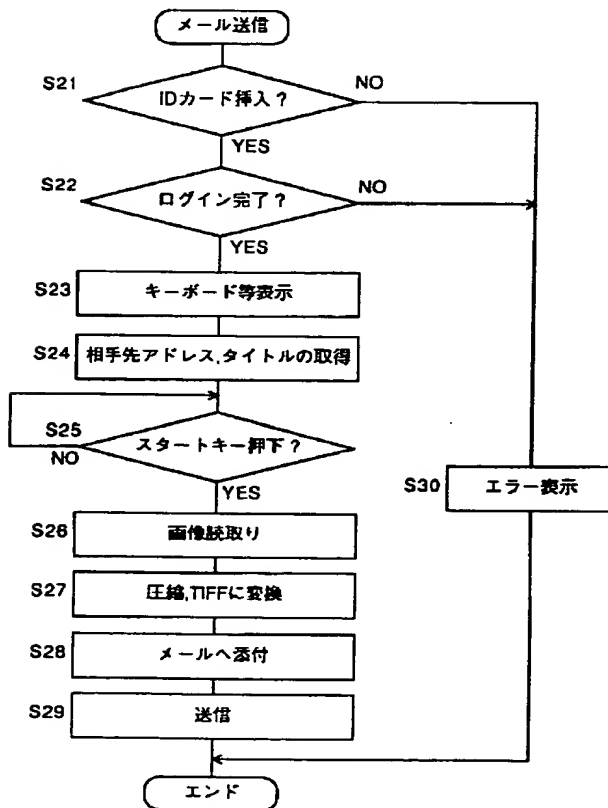 メール送信
S21
IDカード挿入？
NO
YES
S22
ログイン完了？
NO
YES
S23
キーボード等表示
S24
相手先アドレス,タイトルの取得
S25
スタートキー押下？
NO
YES
S30
エラー表示
S26
画像読取り
S27
圧縮,TIFFに変換
S28
メールへ添付
S29
送信
エンド